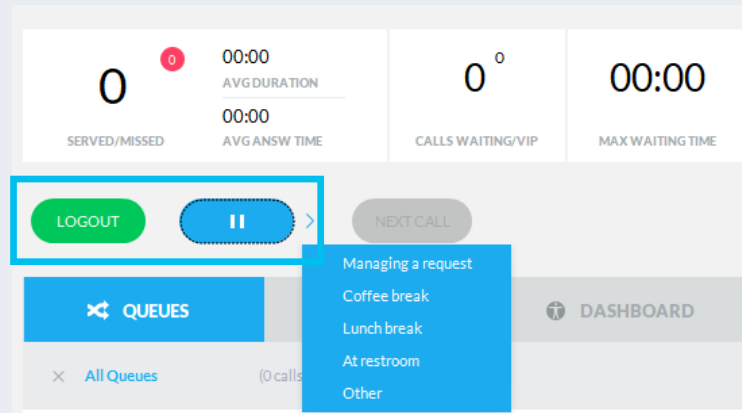 0 0
SERVED/MISSED
00:00
AVG DURATION
00:00
AVG ANSW TIME
0 0
CALLS WAITING/VIP
00:00
MAX WAITING TIME
LOGOUT
NEXT CALL
Managing a request
Coffee break
Lunch break
At restroom
Other
QUEUES
DASHBOARD
All Queues
(0 calls